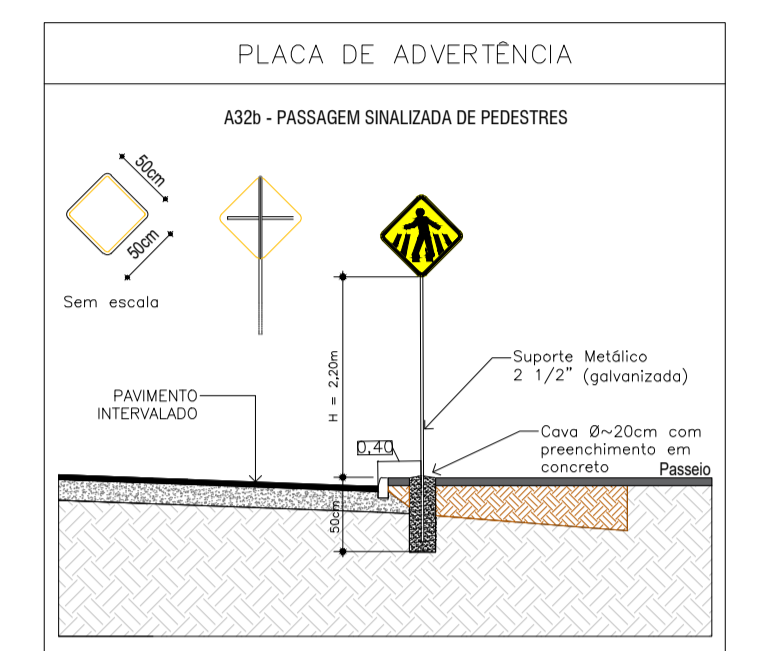 PLACA DE ADVERTÊNCIA
A32b - PASSAGEM SINALIZADA DE PEDESTRES
50cm
50cm
Sem escala
H = 2,20m
Suporte Metálico
2 1/2" (galvanizada)
PAVIMENTO
INTERVALADO
0,40
Cava Ø~20cm com
preenchimento em
concreto
Passeio
50cm